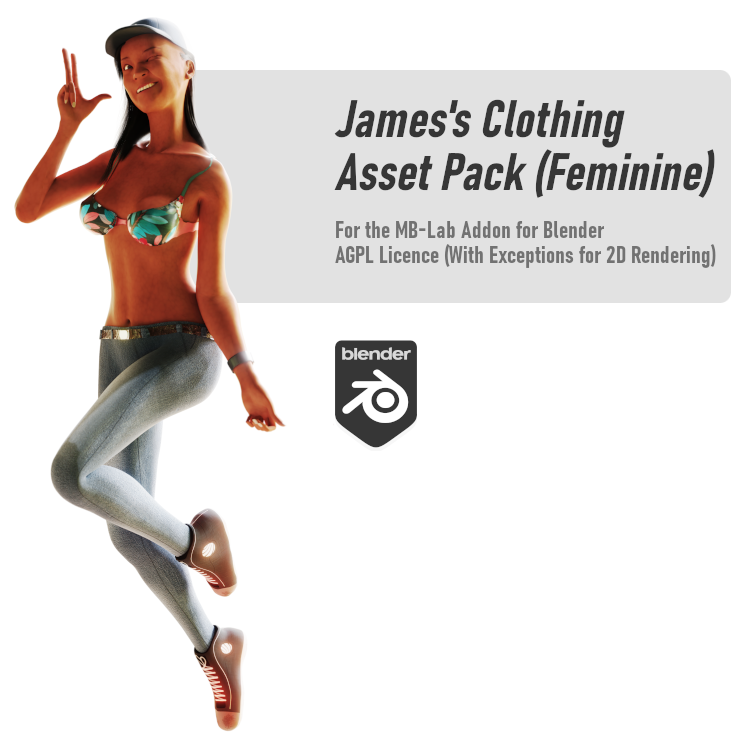 James's Clothing
Asset Pack (Feminine)
For the MB-Lab Addon for Blender
AGPL Licence (With Exceptions for 2D Rendering)
blender